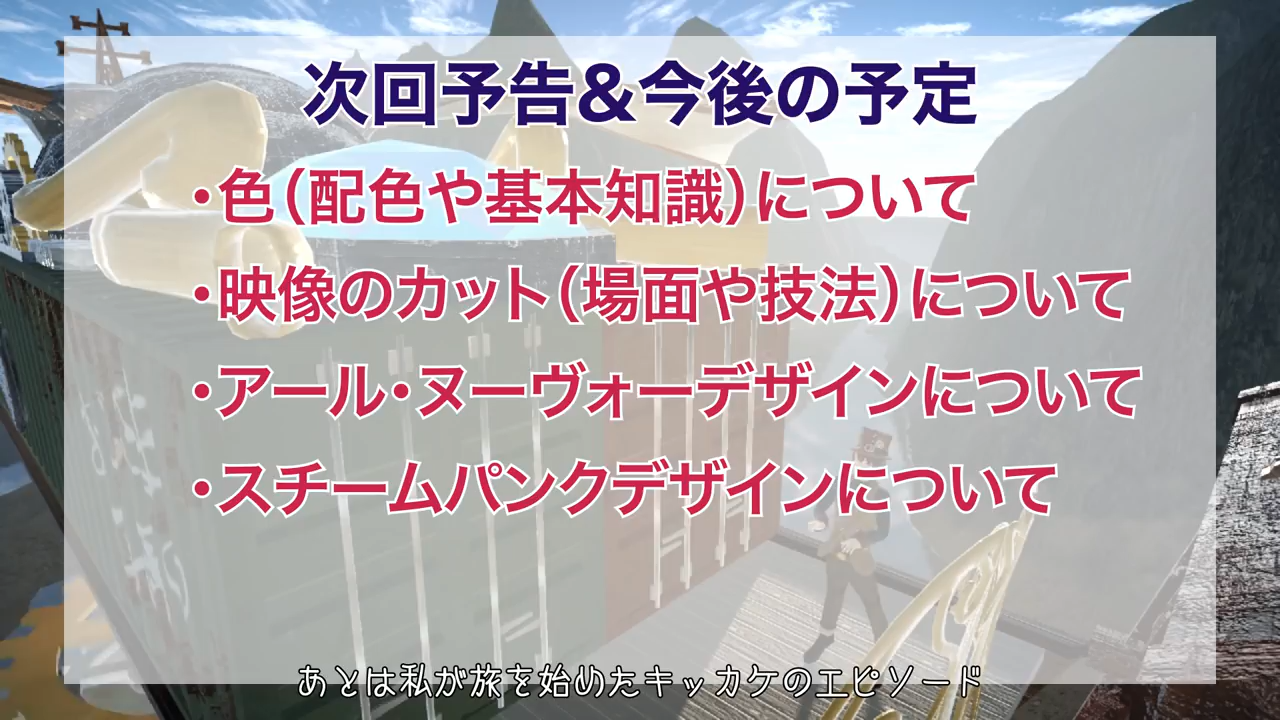 次回予告&今後の予定
・色(配色や基本知識)について
・映像のカット(場面や技法)について
・アール・ヌーヴォーデザインについて
・スチームパンクデザインについて
あとは私が旅を始めたキッカケのエピソード